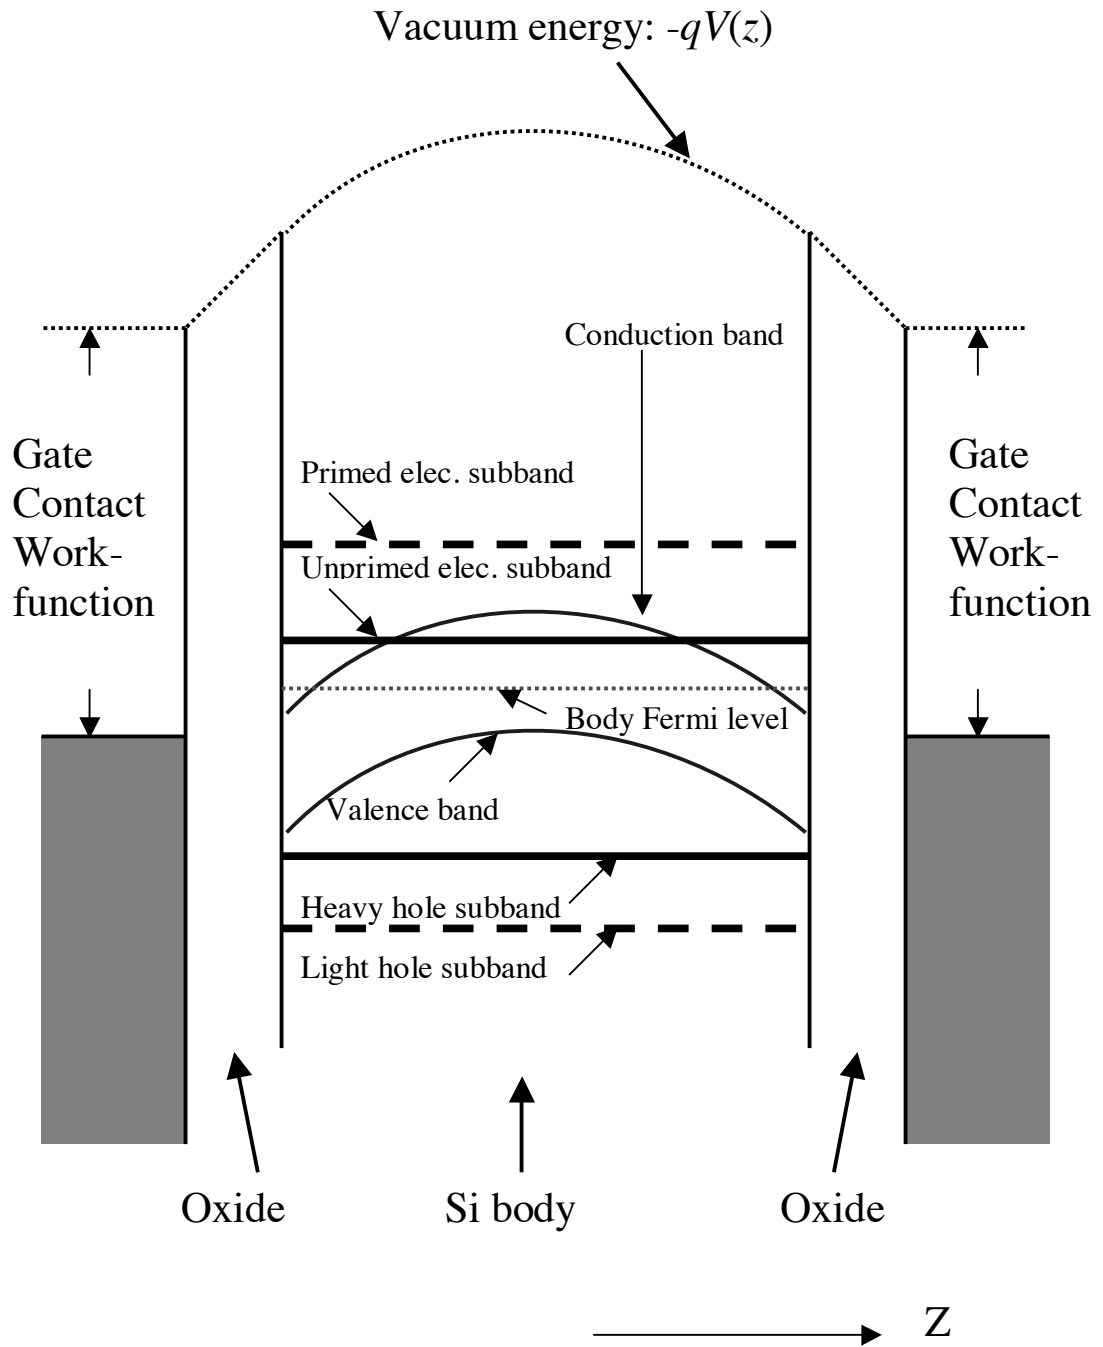 Vacuum energy: -qV(z)
Conduction band
Gate
Contact
Work-
function
Gate
Contact
Work-
function
Primed elec. subband
Unprimed elec. subband
Body Fermi level
Valence band
Heavy hole subband
Light hole subband
Oxide
Si body
Oxide
Z